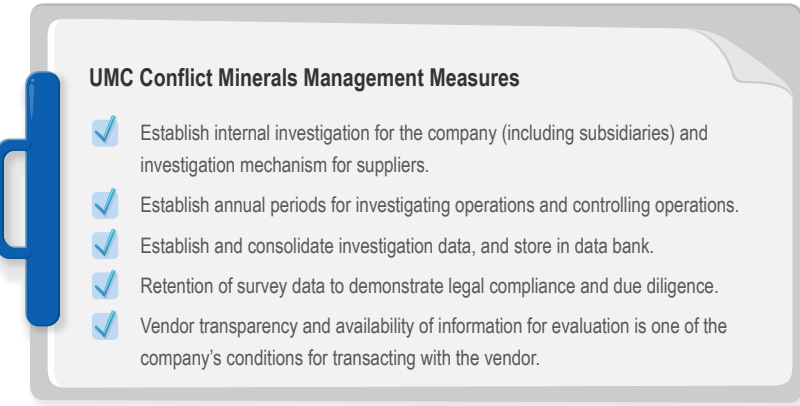 UMC Conflict Minerals Management Measures
Establish internal investigation for the company (including subsidiaries) and
investigation mechanism for suppliers.
Establish annual periods for investigating operations and controlling operations.
Establish and consolidate investigation data, and store in data bank.
Retention of survey data to demonstrate legal compliance and due diligence.
Vendor transparency and availability of information for evaluation is one of the
company's conditions for transacting with the vendor.